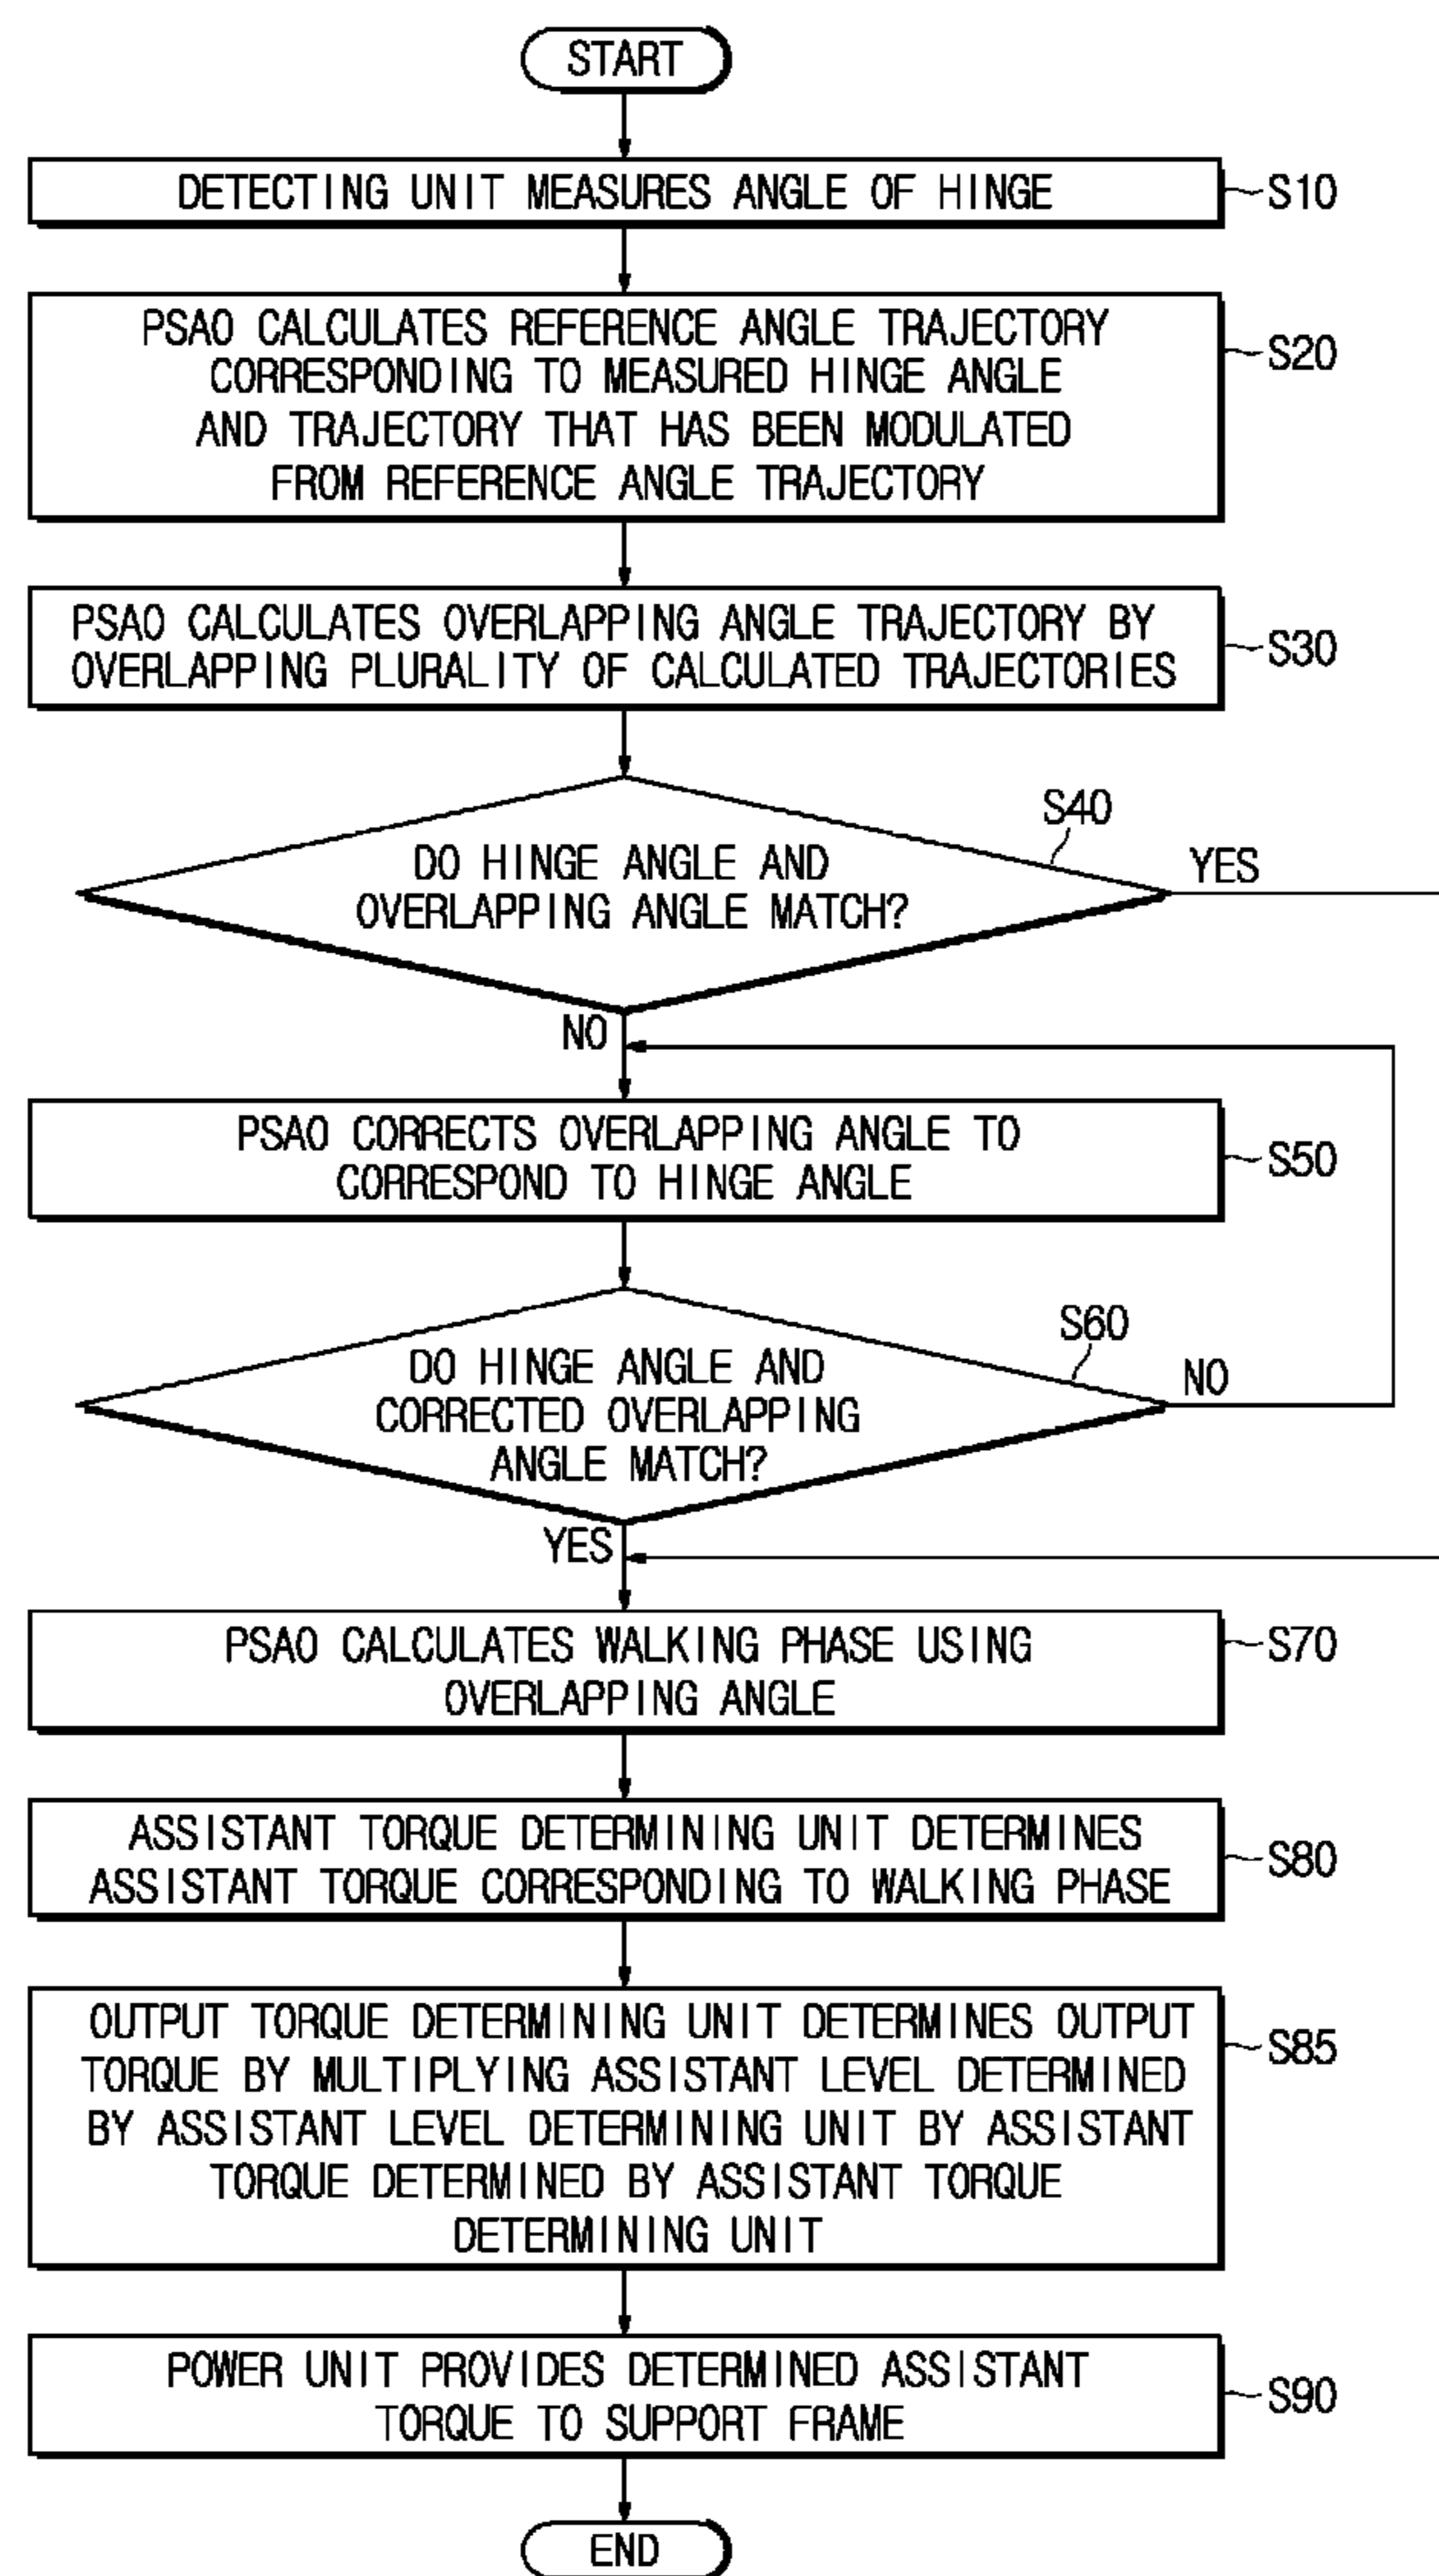 START
DETECTING UNIT MEASURES ANGLE OF HINGE
S10
PSAO CALCULATES REFERENCE ANGLE TRAJECTORY
CORRESPONDING TO MEASURED HINGE ANGLE
AND TRAJECTORY THAT HAS BEEN MODULATED
FROM REFERENCE ANGLE TRAJECTORY
S20
PSAO CALCULATES OVERLAPPING ANGLE TRAJECTORY BY
OVERLAPPING PLURALITY OF CALCULATED TRAJECTORIES
S30
S40
DO HINGE ANGLE AND
OVERLAPPING ANGLE MATCH?
YES
NO
PSAO CORRECTS OVERLAPPING ANGLE TO
CORRESPOND TO HINGE ANGLE
S50
S60
DO HINGE ANGLE AND
CORRECTED OVERLAPPING
ANGLE MATCH?
NO
YES
PSAO CALCULATES WALKING PHASE USING
OVERLAPPING ANGLE
S70
ASSISTANT TORQUE DETERMINING UNIT DETERMINES
ASSISTANT TORQUE CORRESPONDING TO WALKING PHASE
S80
OUTPUT TORQUE DETERMINING UNIT DETERMINES OUTPUT
TORQUE BY MULTIPLYING ASSISTANT LEVEL DETERMINED
BY ASSISTANT LEVEL DETERMINING UNIT BY ASSISTANT
TORQUE DETERMINED BY ASSISTANT TORQUE
DETERMINING UNIT
S85
POWER UNIT PROVIDES DETERMINED ASSISTANT
TORQUE TO SUPPORT FRAME
S90
END